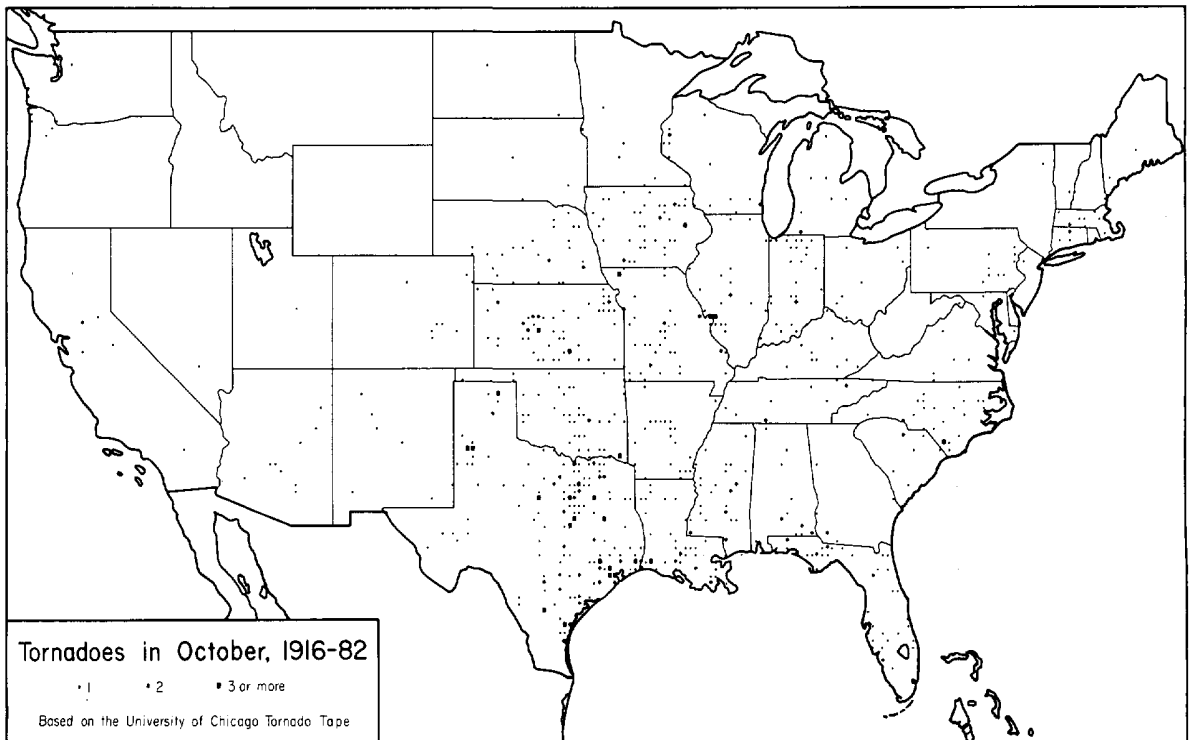 Tornadoes in October, 1916-82
• 1 • 2 ▪ 3 or more
Based on the University of Chicago Tornado Tape